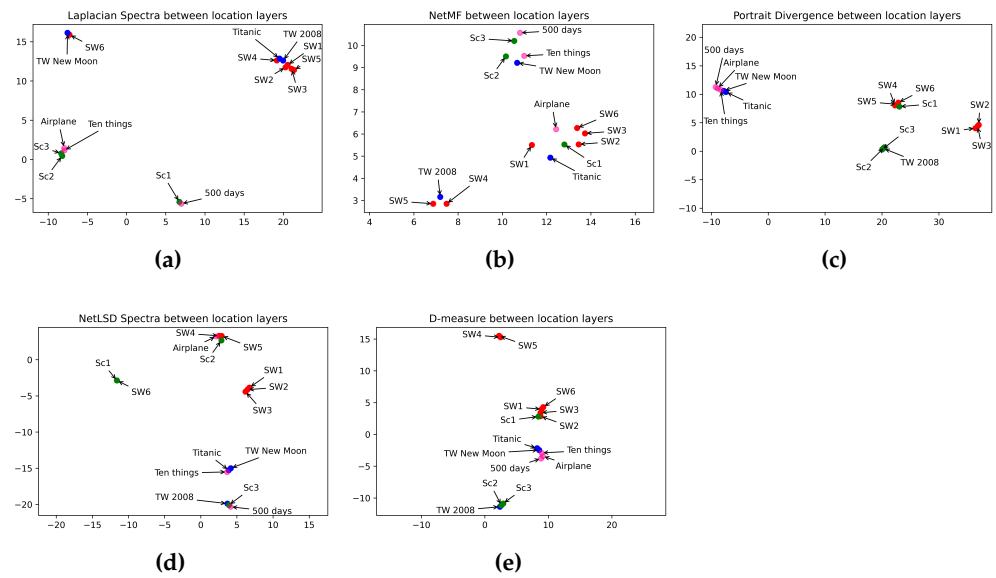 Laplacian Spectra between location layers
15
10
5
0
−5
−10
−5
0
5
10
15
20
SW6
TW New Moon
Titanic
TW 2008
SW1
SW4
SW5
SW2
SW3
Airplane
Ten things
Sc3
Sc2
Sc1
500 days
(a)
NetMF between location layers
10
9
8
7
6
5
4
3
4
6
8
10
12
14
16
500 days
Sc3
Ten things
Sc2
TW New Moon
Airplane
SW6
SW3
SW2
SW1
Sc1
Titanic
TW 2008
SW4
SW5
(b)
Portrait Divergence between location layers
20
15
10
5
0
−5
−10
−10
0
10
20
30
500 days
Airplane
TW New Moon
Titanic
Ten things
SW4
SW6
SW5
Sc1
SW2
SW1
Sc3
SW3
Sc2
TW 2008
(c)
NetLSD Spectra between location layers
0
−5
−10
−15
−20
−20
−15
−10
−5
0
5
10
15
SW4
Airplane
SW5
Sc2
Sc1
SW6
SW1
SW2
SW3
Titanic
TW New Moon
Ten things
Sc3
TW 2008
500 days
(d)
D-measure between location layers
15
10
5
0
−5
−10
−10
0
10
20
SW4
SW5
SW6
SW1
SW3
Sc1
SW2
Titanic
TW New Moon
Ten things
500 days
Airplane
Sc2
Sc3
TW 2008
(e)